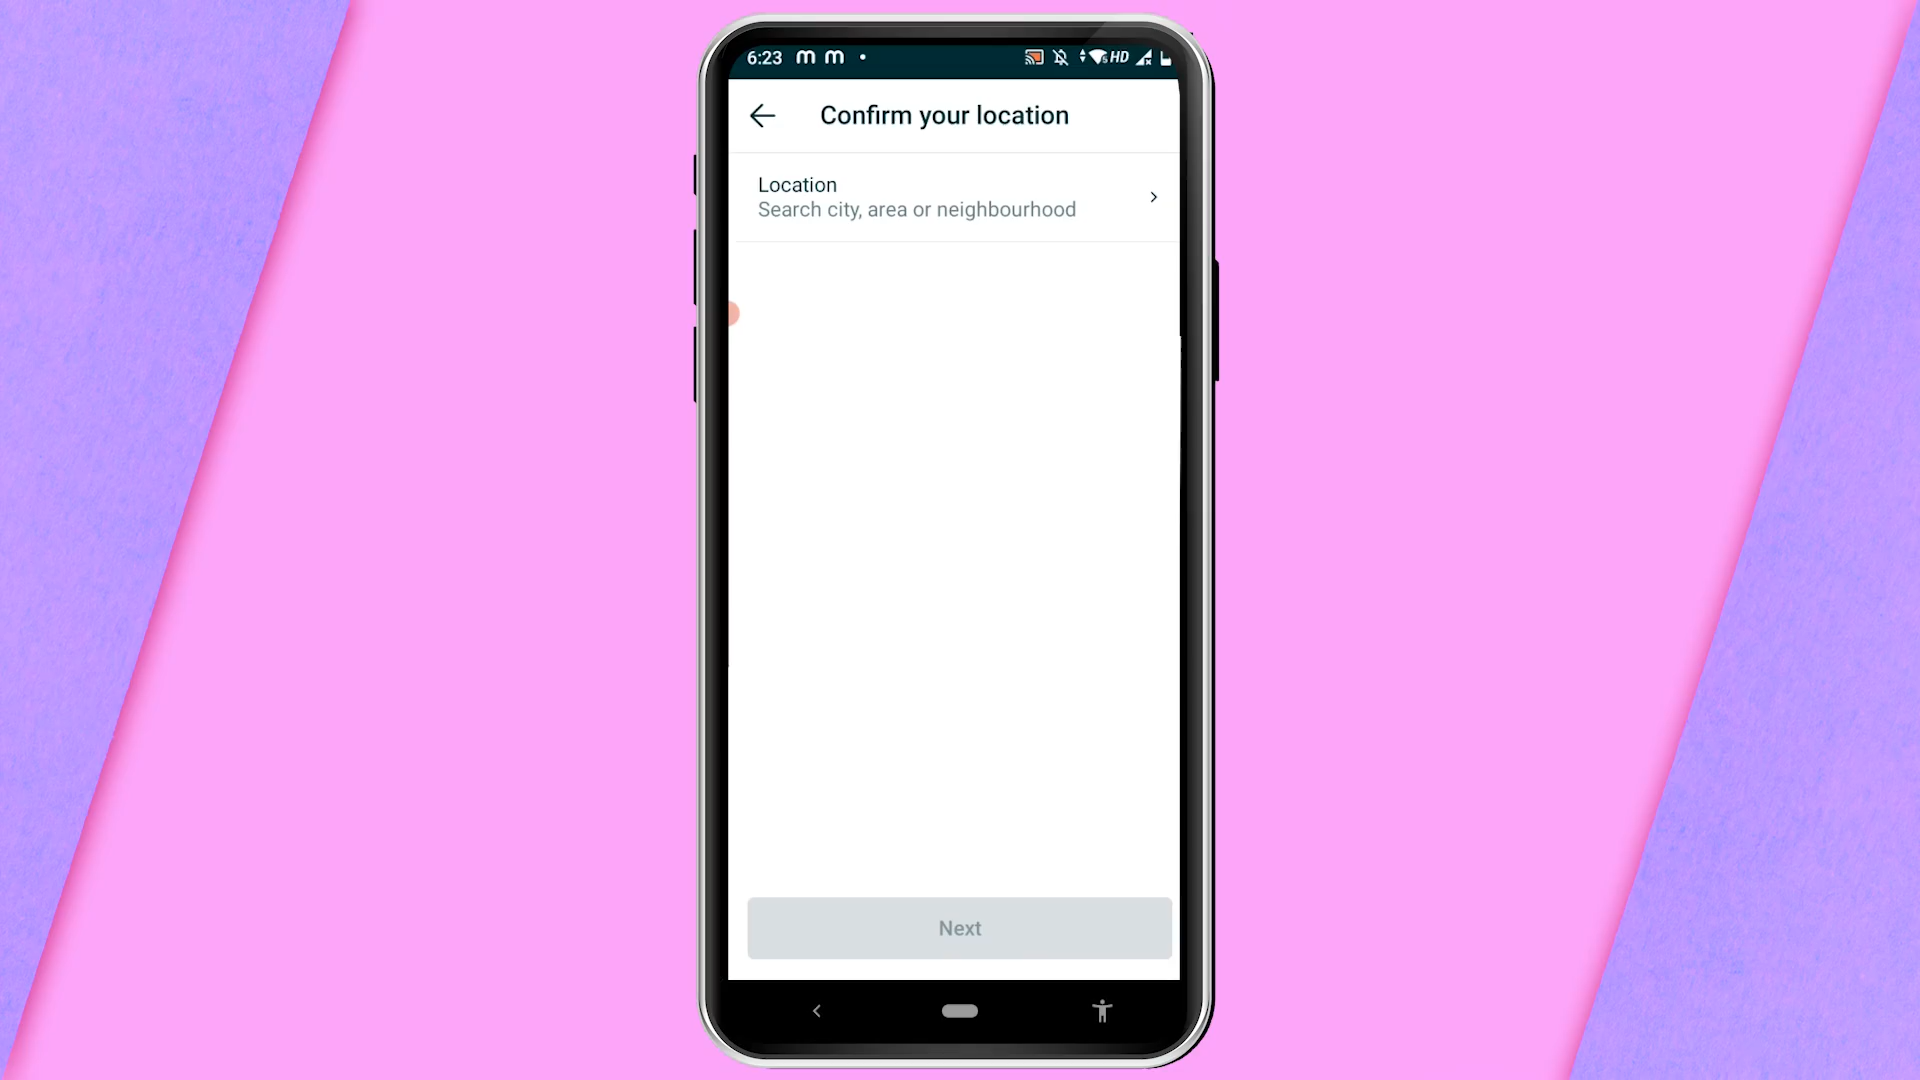 6:23 m m • HD
Confirm your location
Location
Search city, area or neighbourhood
Next